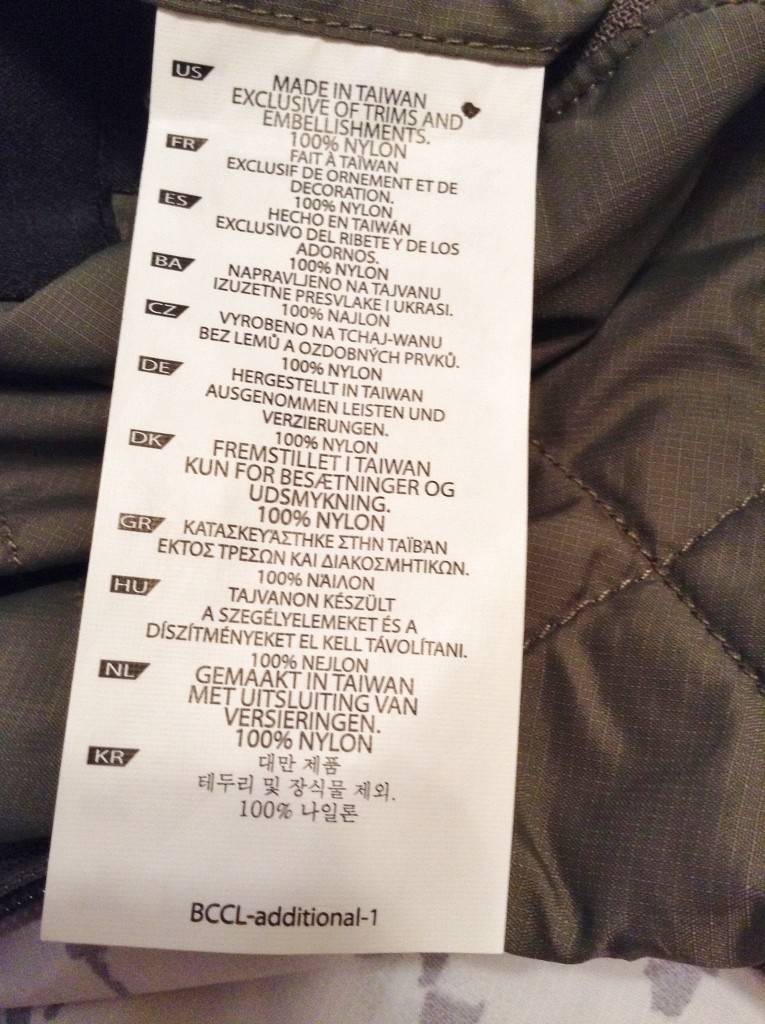 US
MADE IN TAIWAN
EXCLUSIVE OF TRIMS AND
EMBELLISHMENTS.
100% NYLON
FR
FAIT À TAÏWAN
EXCLUSIF DE ORNEMENT ET DE
DECORATION.
100% NYLON
ES
HECHO EN TAIWÁN
EXCLUSIVO DEL RIBETE Y DE LOS
ADORNOS.
100% NYLON
BA
NAPRAVLJENO NA TAJVANU
IZUZETNE PRESVLAKE I UKRASI.
100% NAJLON
CZ
VYROBENO NA TCHAJ-WANU
BEZ LEMŮ A OZDOBNÝCH PRVKŮ.
100% NYLON
DE
HERGESTELLT IN TAIWAN
AUSGENOMMEN LEISTEN UND
VERZIERUNGEN.
100% NYLON
DK
FREMSTILLET I TAIWAN
KUN FOR BESÆTNINGER OG
UDSMYKNING.
100% NYLON
GR
ΚΑΤΑΣΚΕΥΆΣΤΗΚΕ ΣΤΗΝ ΤΑΪΒΆΝ
ΕΚΤΟΣ ΤΡΕΣΩΝ ΚΑΙ ΔΙΑΚΟΣΜΗΤΙΚΩΝ.
100% ΝΆΙΛΟΝ
HU
TAJVANON KÉSZÜLT
A SZEGÉLYELEMEKET ÉS A
DÍSZÍTMÉNYEKET EL KELL TÁVOLÍTANI.
100% NEJLON
NL
GEMAAKT IN TAIWAN
MET UITSLUITING VAN
VERSIERINGEN.
100% NYLON
KR
대만 제품
테두리 및 장식물 제외.
100% 나일론
BCCL-additional-1